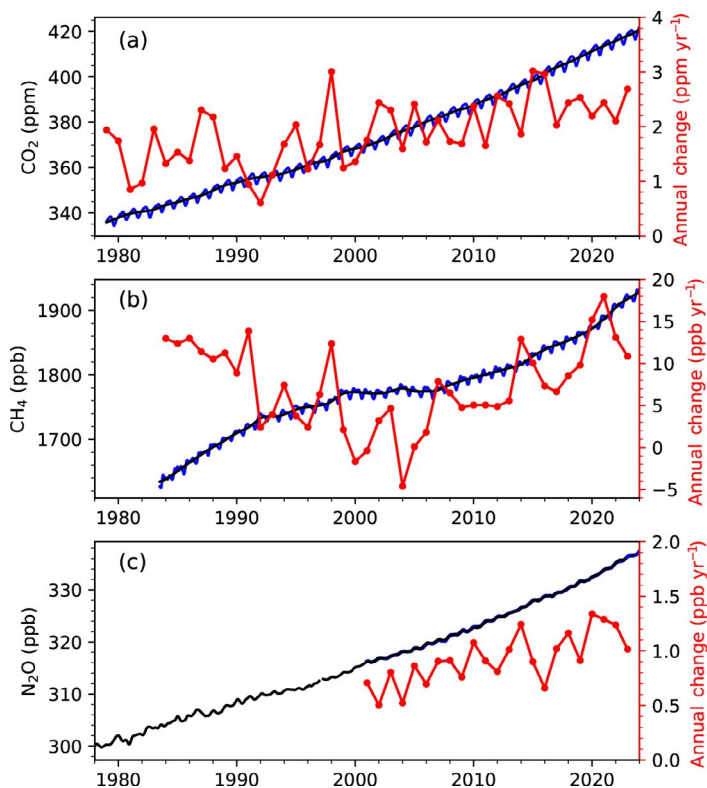 (a)
CO₂ (ppm)
420
400
380
360
340
4
3
2
1
0
Annual change (ppm yr⁻¹)
1980 1990 2000 2010 2020
(b)
CH₄ (ppb)
1900
1800
1700
20
15
10
5
0
−5
Annual change (ppb yr⁻¹)
1980 1990 2000 2010 2020
(c)
N₂O (ppb)
330
320
310
300
2.0
1.5
1.0
0.5
0.0
Annual change (ppb yr⁻¹)
1980 1990 2000 2010 2020